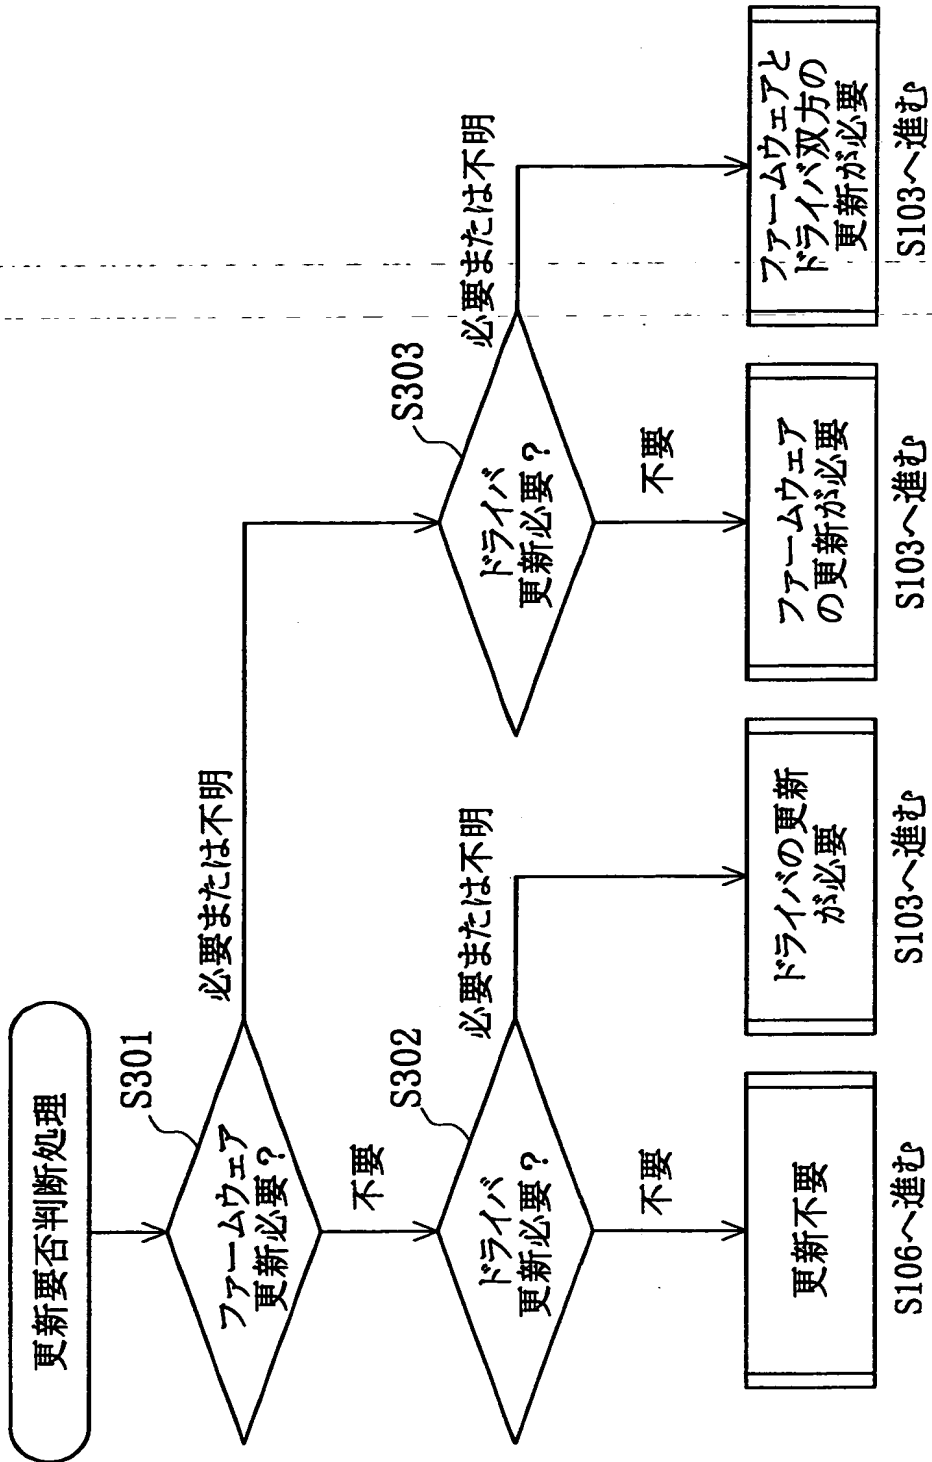 更新要否判断処理
S301
ファームウェア
更新必要？
必要または不明
不要
S302
ドライバ
更新必要？
必要または不明
不要
S303
ドライバ
更新必要？
必要または不明
不要
更新不要
S106へ進む
ドライバの更新
が必要
S103へ進む
ファームウェア
の更新が必要
S103へ進む
ファームウェアと
ドライバ双方の
更新が必要
S103へ進む